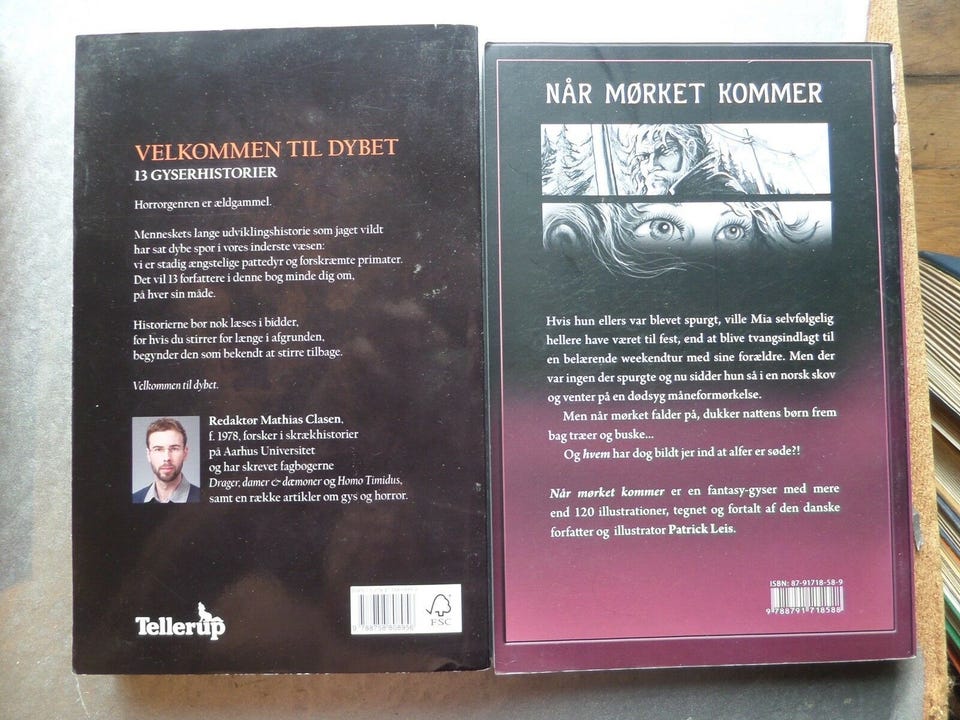 VELKOMMEN TIL DYBET
13 GYSERHISTORIER
Horrorgenren er ældgammel.
Menneskets lange udviklingshistorie som jaget vildt
har sat dybe spor i vores inderste væsen:
vi er stadig ængstelige pattedyr og forskræmte primater.
Det vil 13 forfattere i denne bog minde dig om,
på hver sin måde.
Historierne bør nok læses i bidder,
for hvis du stirrer for længe i afgrunden,
begynder den som bekendt at stirre tilbage.
Velkommen til dybet.
Redaktør Mathias Clasen,
f. 1978, forsker i skrækhistorier
på Aarhus Universitet
og har skrevet fagbøgerne
Drager, damer & dæmoner og Homo Timidus,
samt en række artikler om gys og horror.
Tellerup
FSC
NÅR MØRKET KOMMER
Hvis hun ellers var blevet spurgt, ville Mia selvfølgelig
hellere have været til fest, end at blive tvangsindlagt til
en belærende weekendtur med sine forældre. Men der
var ingen der spurgte og nu sidder hun så i en norsk skov
og venter på en dødsyg måneformørkelse.
Men når mørket falder på, dukker nattens børn frem
bag træer og buske...
Og hvem har dog bildt jer ind at alfer er søde?!
Når mørket kommer er en fantasy-gyser med mere
end 120 illustrationer, tegnet og fortalt af den danske
forfatter og illustrator Patrick Leis.
ISBN: 87-91718-58-9
9 788791 718588